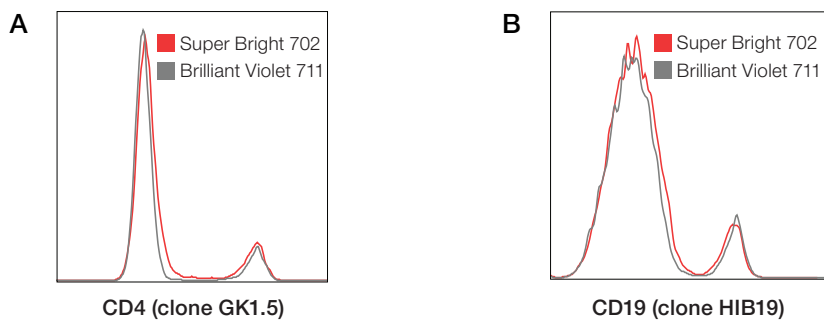 A
Super Bright 702
Brilliant Violet 711
CD4 (clone GK1.5)
B
Super Bright 702
Brilliant Violet 711
CD19 (clone HIB19)